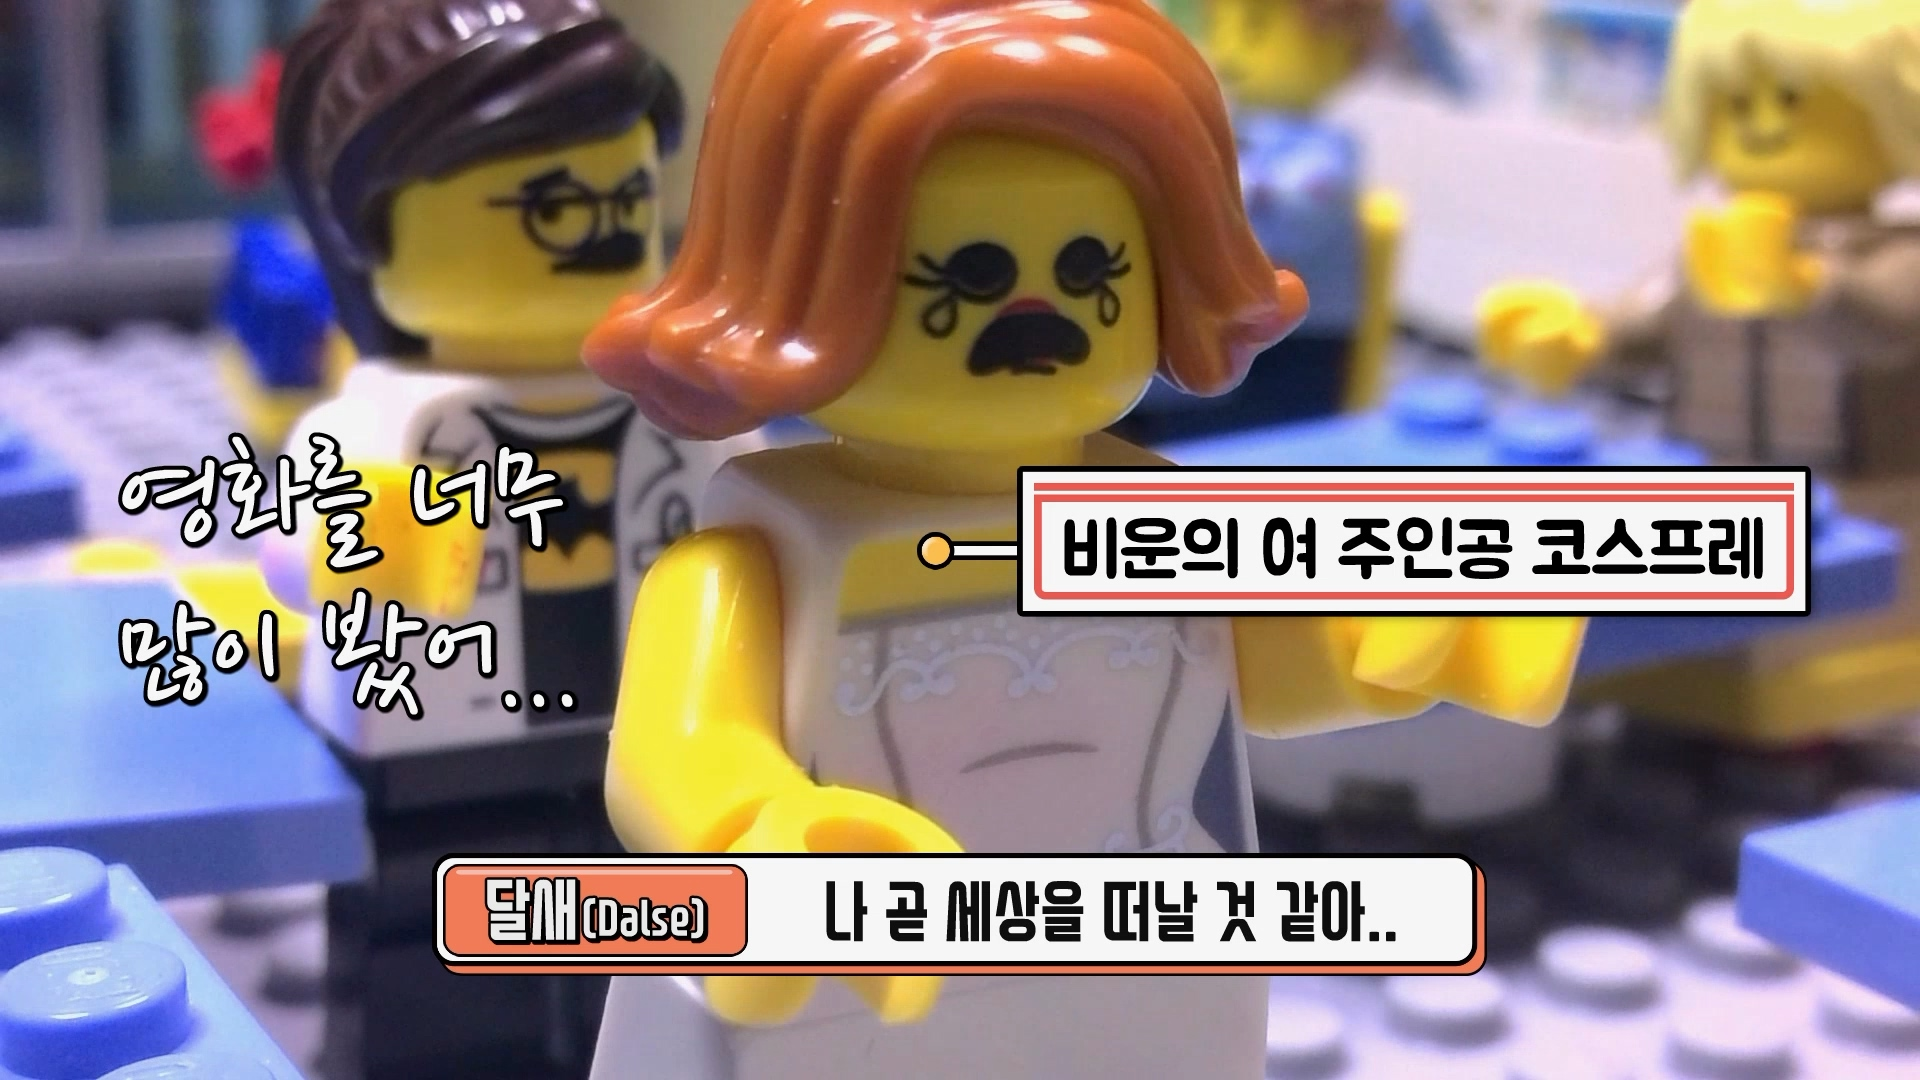 영화를 너무
많이 봤어...
비운의 여 주인공 코스프레
달새(Dalse) 나 곧 세상을 떠날 것 같아..